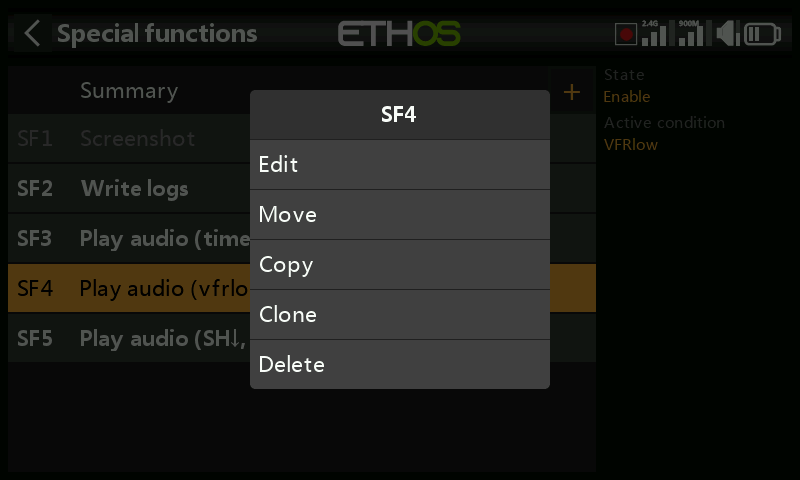 Special functions
ETHOS
2.4G
900M
Summary
+
State
Enable
Active condition
VFRlow
SF1 Screenshot
SF2 Write logs
SF3 Play audio (time
SF4 Play audio (vfrlo
SF5 Play audio (SH↓,
SF4
Edit
Move
Copy
Clone
Delete